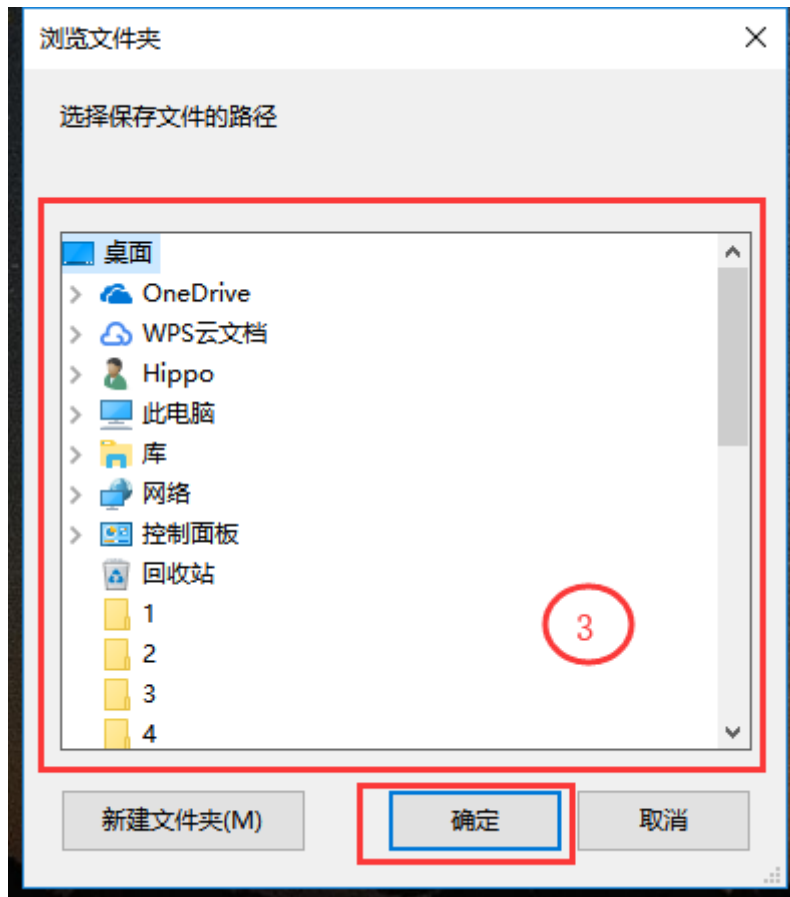 浏览文件夹
选择保存文件的路径
桌面
OneDrive
WPS云文档
Hippo
此电脑
库
网络
控制面板
回收站
1
2
3
4
3
新建文件夹(M) 确定 取消